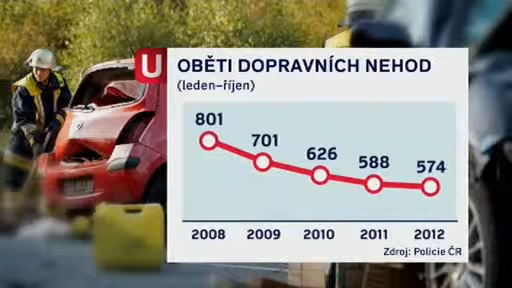 U
OBĚTI DOPRAVNÍCH NEHOD
(leden–říjen)
801
701
626
588
574
2008 2009 2010 2011 2012
Zdroj: Policie ČR